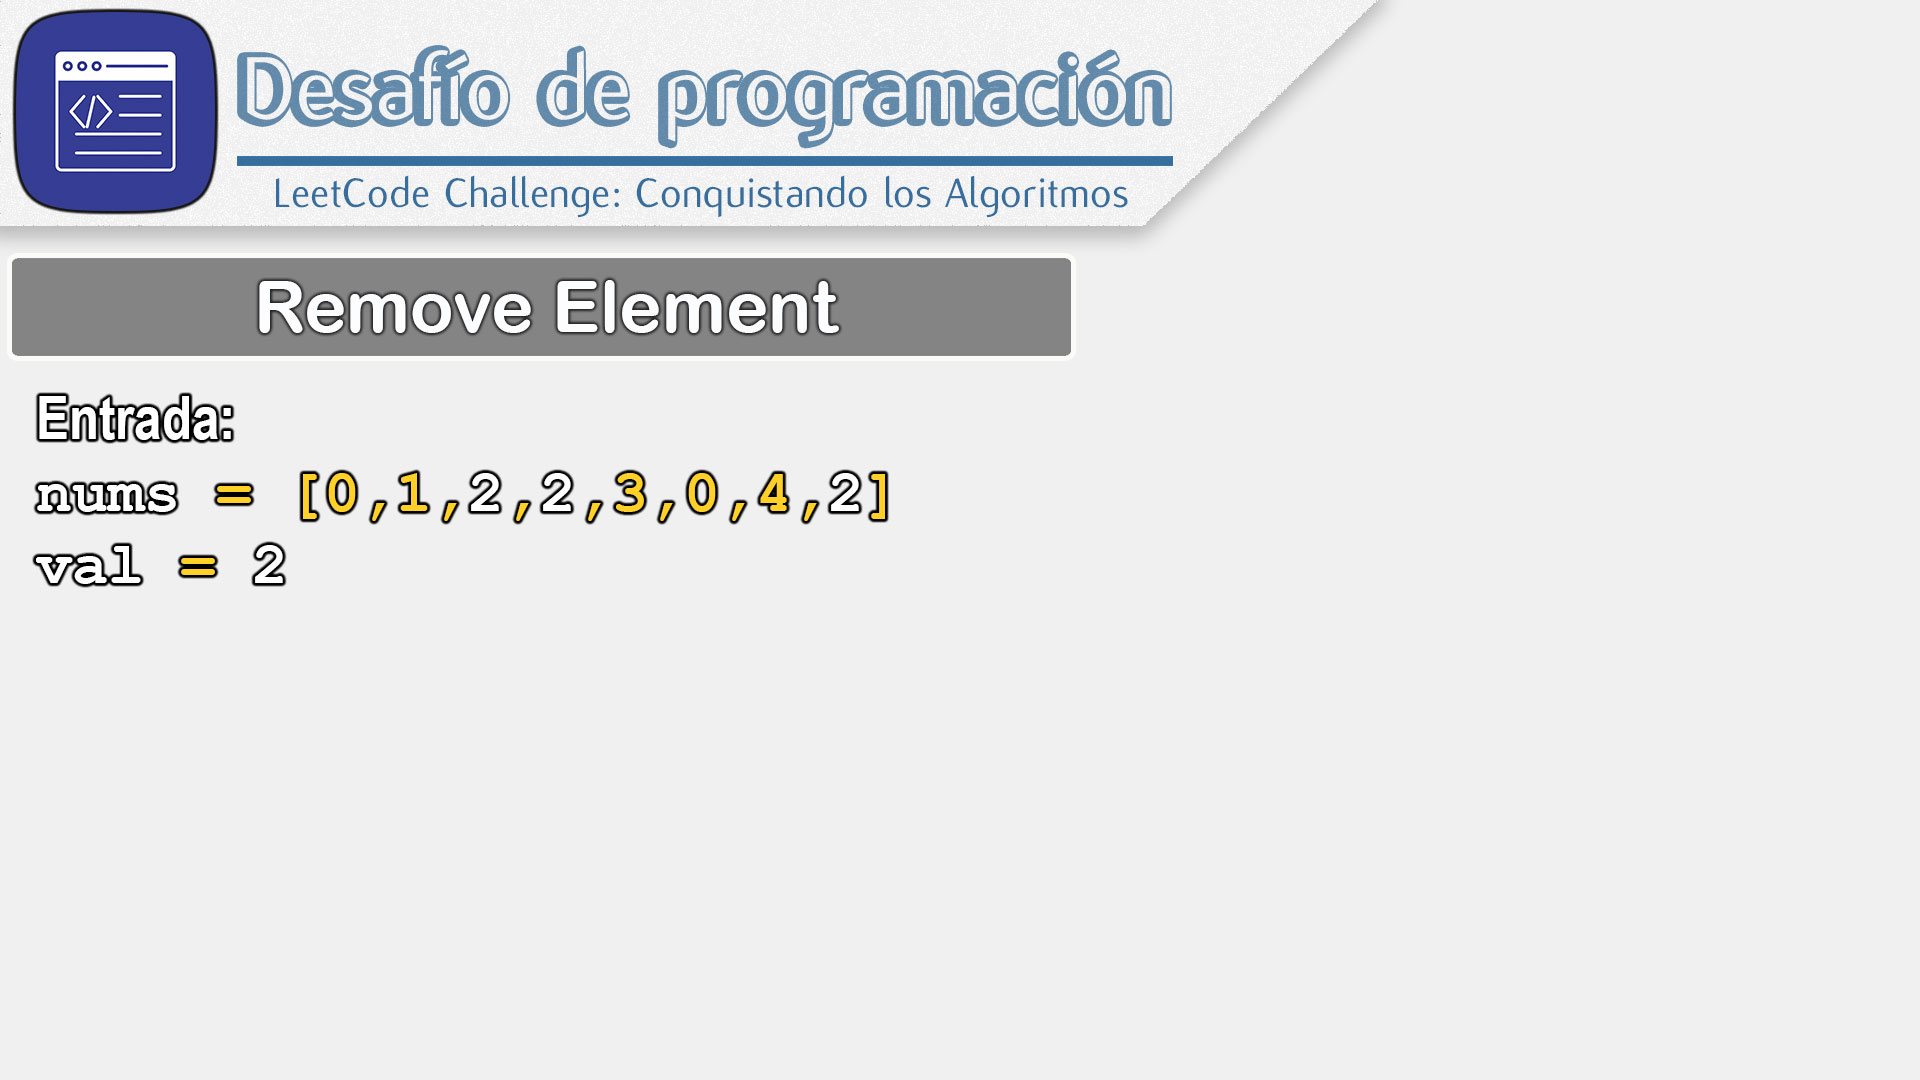 Desafío de programación
LeetCode Challenge: Conquistando los Algoritmos
Remove Element
Entrada:
nums = [0,1,2,2,3,0,4,2]
val = 2